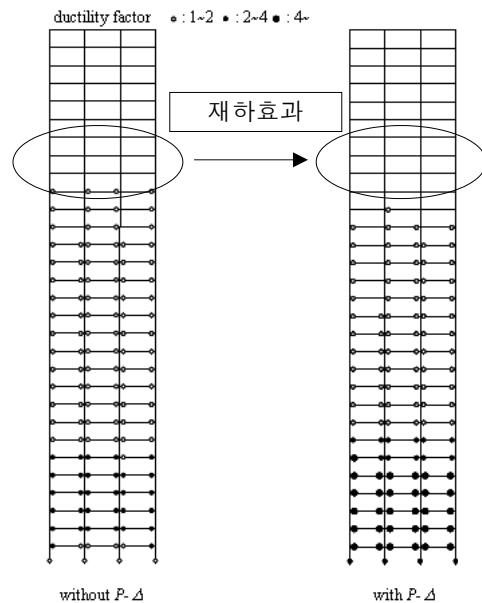 ductility factor ∘ : 1~2 • : 2~4 ● : 4~
재하효과
without P-Δ
with P-Δ